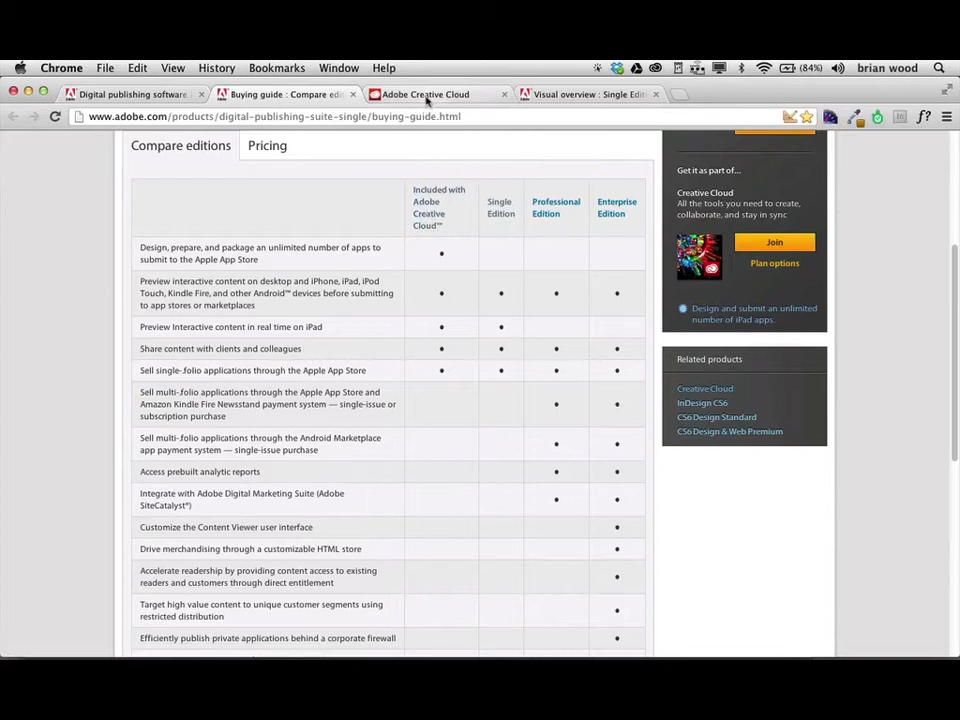 Chrome File Edit View History Bookmarks Window Help (84%) brian wood
Digital publishing software
Buying guide : Compare edi
Adobe Creative Cloud
Visual overview : Single Edi
www.adobe.com/products/digital-publishing-suite-single/buying-guide.html
Compare editions Pricing
Included with
Adobe
Creative
Cloud™
Single
Edition
Professional
Edition
Enterprise
Edition
Design, prepare, and package an unlimited number of apps to
submit to the Apple App Store
Preview interactive content on desktop and iPhone, iPad, iPod
Touch, Kindle Fire, and other Android™ devices before submitting
to app stores or marketplaces
Preview Interactive content in real time on iPad
Share content with clients and colleagues
Sell single-.folio applications through the Apple App Store
Sell multi-.folio applications through the Apple App Store and
Amazon Kindle Fire Newsstand payment system — single-issue or
subscription purchase
Sell multi-.folio applications through the Android Marketplace
app payment system — single-issue purchase
Access prebuilt analytic reports
Integrate with Adobe Digital Marketing Suite (Adobe
SiteCatalyst®)
Customize the Content Viewer user interface
Drive merchandising through a customizable HTML store
Accelerate readership by providing content access to existing
readers and customers through direct entitlement
Target high value content to unique customer segments using
restricted distribution
Efficiently publish private applications behind a corporate firewall
Get it as part of...
Creative Cloud
All the tools you need to create,
collaborate, and stay in sync
Join
Plan options
Design and submit an unlimited
number of iPad apps.
Related products
Creative Cloud
InDesign CS6
CS6 Design Standard
CS6 Design & Web Premium